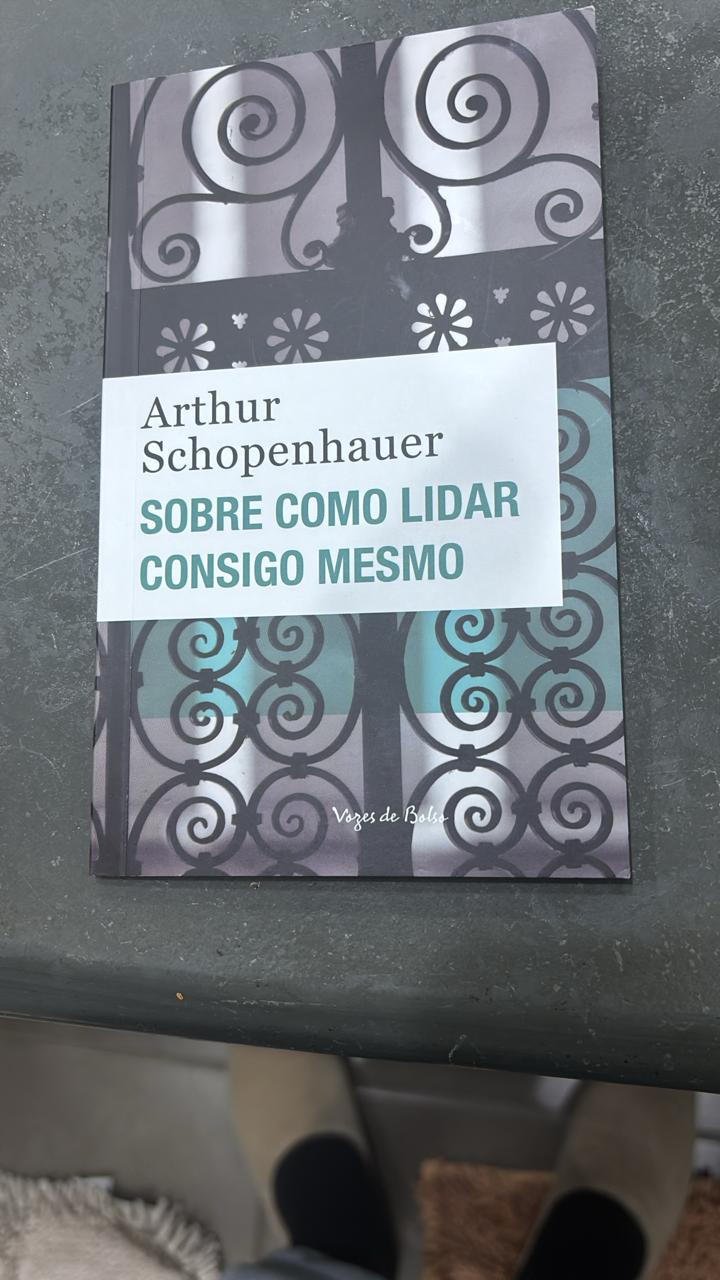 Arthur
Schopenhauer
SOBRE COMO LIDAR
CONSIGO MESMO
Vozes de Bolso